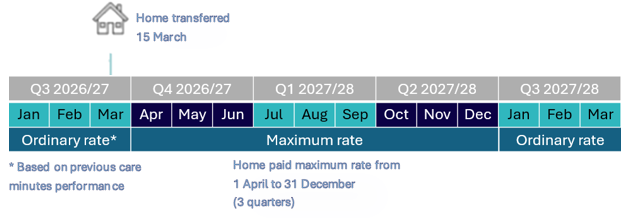 Home transferred
15 March
Q3 2026/27 Q4 2026/27 Q1 2027/28 Q2 2027/28 Q3 2027/28
Jan Feb Mar Apr May Jun Jul Aug Sep Oct Nov Dec Jan Feb Mar
Ordinary rate* Maximum rate Ordinary rate
* Based on previous care
minutes performance
Home paid maximum rate from
1 April to 31 December
(3 quarters)